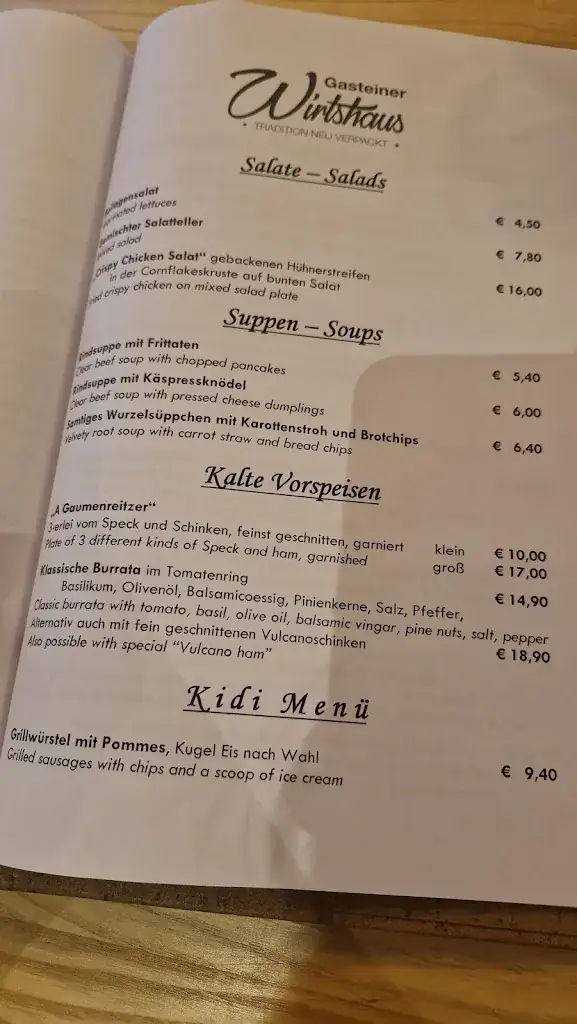 Gasteiner
Wirtshaus
• TRADITION NEU VERPACKT •
Salate – Salads
lettuces
€ 4,50
Salatteller
salad
€ 7,80
„Crispy Chicken Salat“ gebackenen Hühnerstreifen
In der Cornflakeskruste auf bunten Salat
crispy chicken on mixed salad plate
€ 16,00
Suppen – Soups
Rindsuppe mit Frittaten
Clear beef soup with chopped pancakes
€ 5,40
Rindsuppe mit Käspressknödel
Clear beef soup with pressed cheese dumplings
€ 6,00
Samtiges Wurzelsüppchen mit Karottenstroh und Brotchips
Velvety root soup with carrot straw and bread chips
€ 6,40
Kalte Vorspeisen
„A Gaumenreitzer“
3-erlei vom Speck und Schinken, feinst geschnitten, garniert klein € 10,00
Plate of 3 different kinds of Speck and ham, garnished groß € 17,00
Klassische Burrata im Tomatenring
Basilikum, Olivenöl, Balsamicoessig, Pinienkerne, Salz, Pfeffer, € 14,90
Classic burrata with tomato, basil, olive oil, balsamic vingar, pine nuts, salt, pepper
Alternativ auch mit fein geschnittenen Vulcanoschinken
Also possible with special “Vulcano ham” € 18,90
Kidi Menü
Grillwürstel mit Pommes, Kugel Eis nach Wahl
Grilled sausages with chips and a scoop of ice cream € 9,40